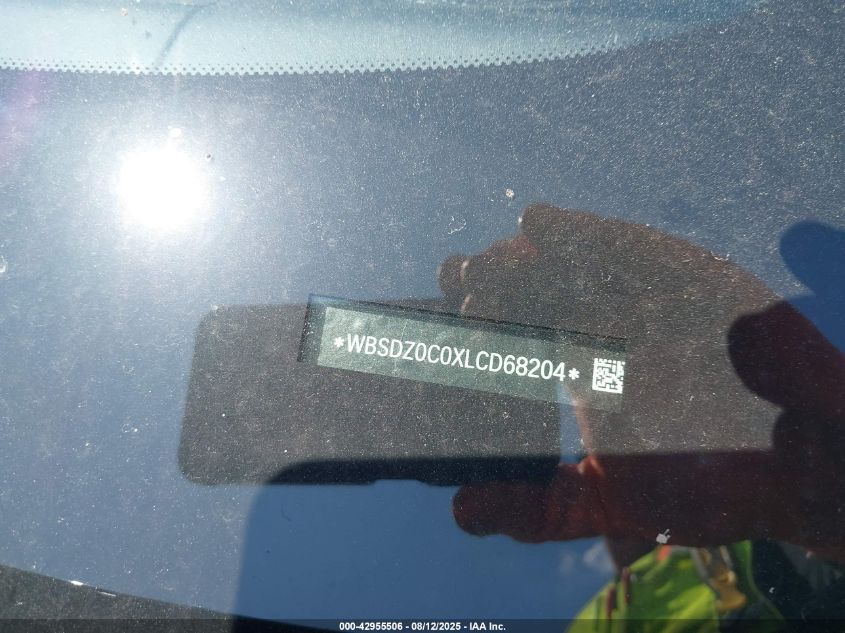 *WBSDZ0C0XLCD68204*
000-42955506 - 08/12/2025 - IAA Inc.